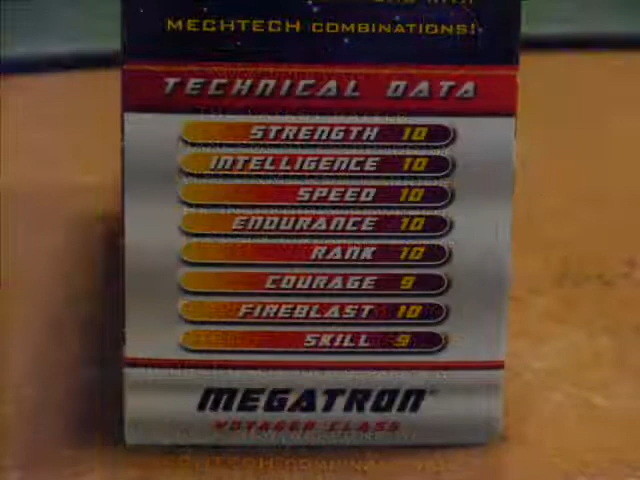 MECHTECH COMBINATIONS!
TECHNICAL DATA
STRENGTH 10
INTELLIGENCE 10
SPEED 10
ENDURANCE 10
RANK 10
COURAGE 9
FIREBLAST 10
SKILL 9
MEGATRON
VOYAGER CLASS